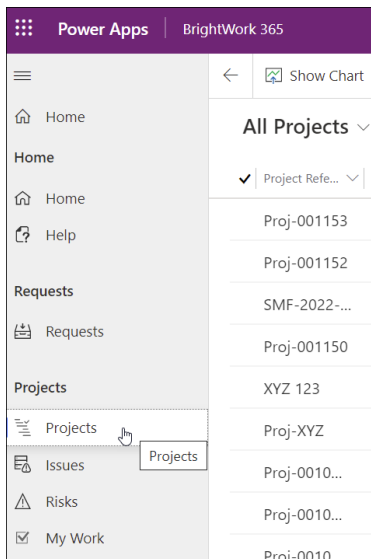 Power Apps BrightWork 365
Show Chart
Home
Home
Home
Help
Requests
Requests
Projects
Projects
Projects
Issues
Risks
My Work
All Projects
Project Refe...
Proj-001153
Proj-001152
SMF-2022-...
Proj-001150
XYZ 123
Proj-XYZ
Proj-0010...
Proj-0010...
Proj-0010